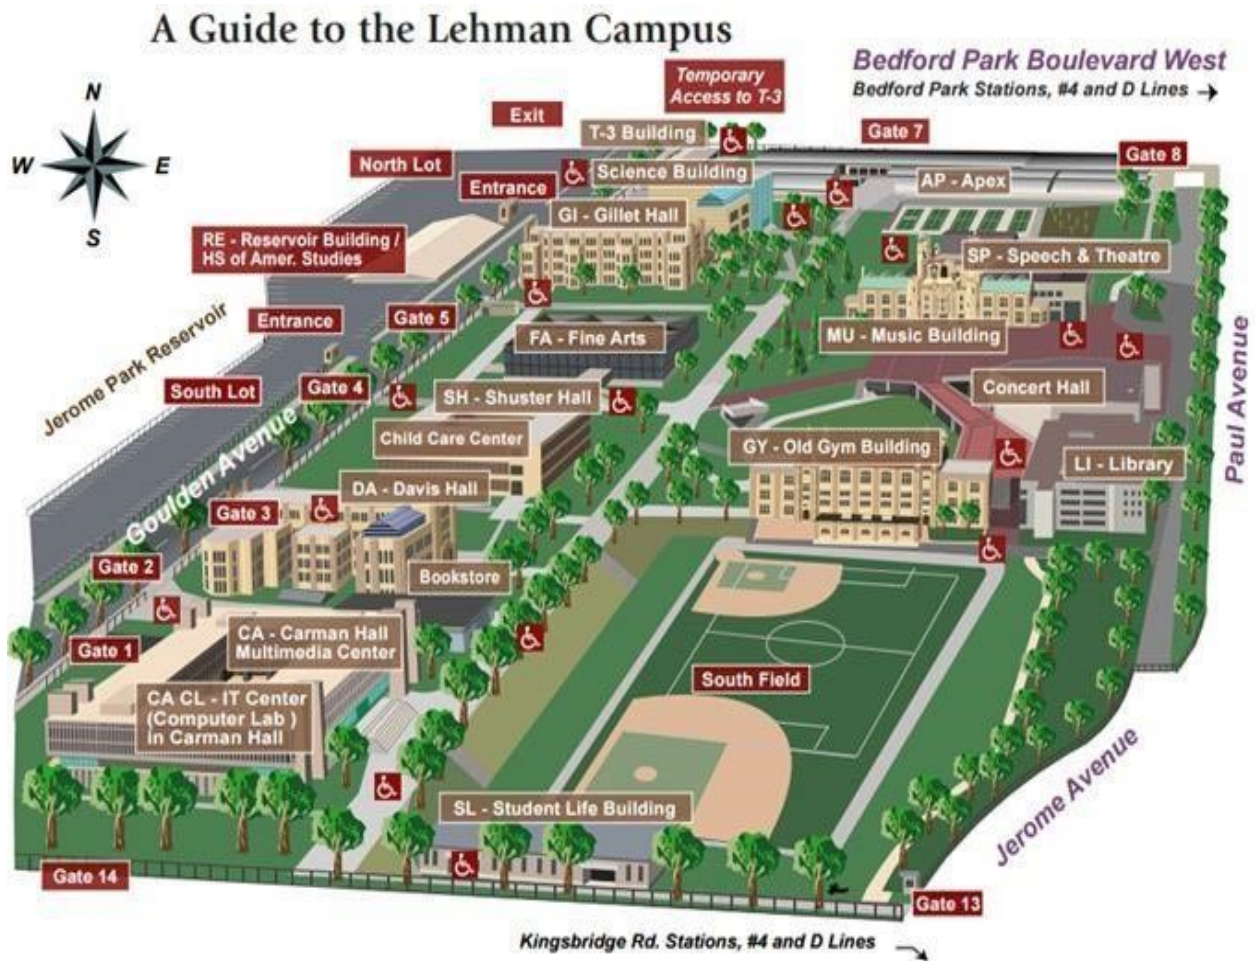 A Guide to the Lehman Campus
Bedford Park Boulevard West
Bedford Park Stations, #4 and D Lines
Temporary
Access to T-3
N
W
E
S
Exit
T-3 Building
Gate 7
Gate 8
North Lot
Entrance
Science Building
AP - Apex
GI - Gillet Hall
RE - Reservoir Building /
HS of Amer. Studies
SP - Speech & Theatre
Entrance
Gate 5
FA - Fine Arts
MU - Music Building
Jerome Park Reservoir
South Lot
Gate 4
SH - Shuster Hall
Concert Hall
Paul Avenue
Child Care Center
GY - Old Gym Building
LI - Library
Goulden Avenue
DA - Davis Hall
Gate 3
Gate 2
Bookstore
Gate 1
CA - Carman Hall
Multimedia Center
South Field
CA CL - IT Center
(Computer Lab )
in Carman Hall
Jerome Avenue
SL - Student Life Building
Gate 14
Gate 13
Kingsbridge Rd. Stations, #4 and D Lines